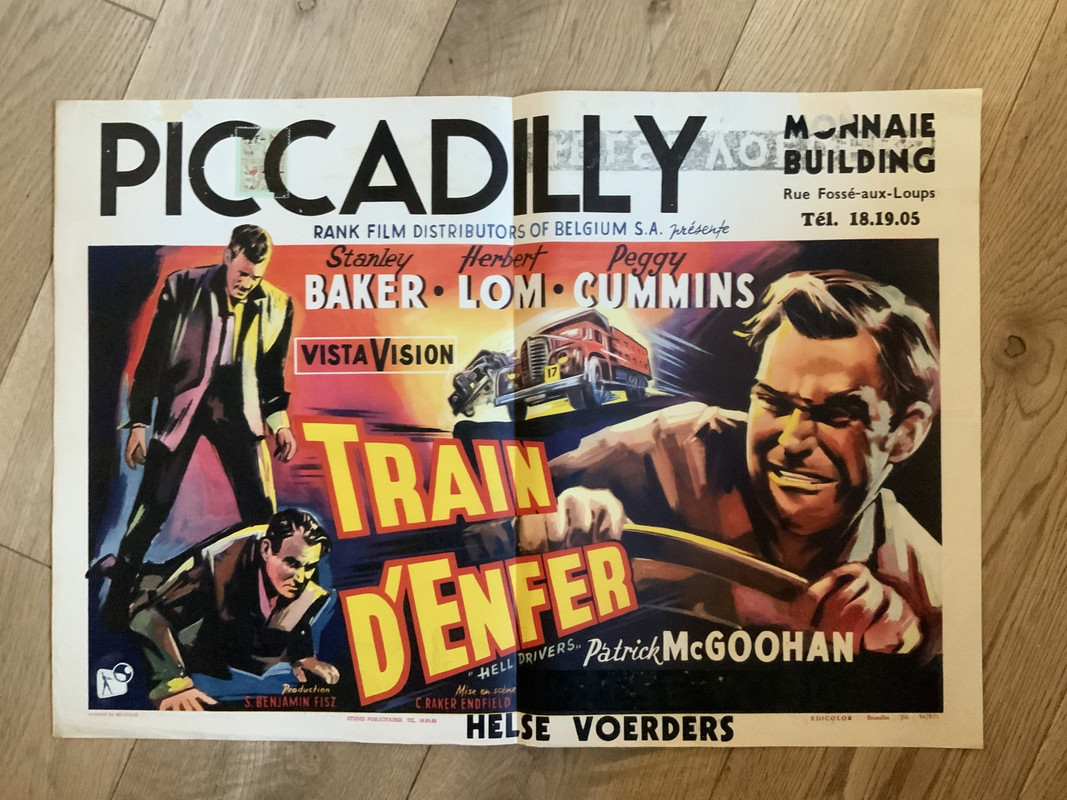 PICCADILLY
MONNAIE
BUILDING
Rue Fossé-aux-Loups
Tél. 18.19.05
RANK FILM DISTRIBUTORS OF BELGIUM S.A. présente
Stanley Herbert Peggy
BAKER • LOM • CUMMINS
VISTAVISION
17
TRAIN
D'ENFER
"HELL DRIVERS"
Patrick McGOOHAN
Production
S. BENJAMIN FISZ
Mise en scène
C. RAKER ENDFIELD
HELSE VOERDERS
EDICOLOR Bruxelles